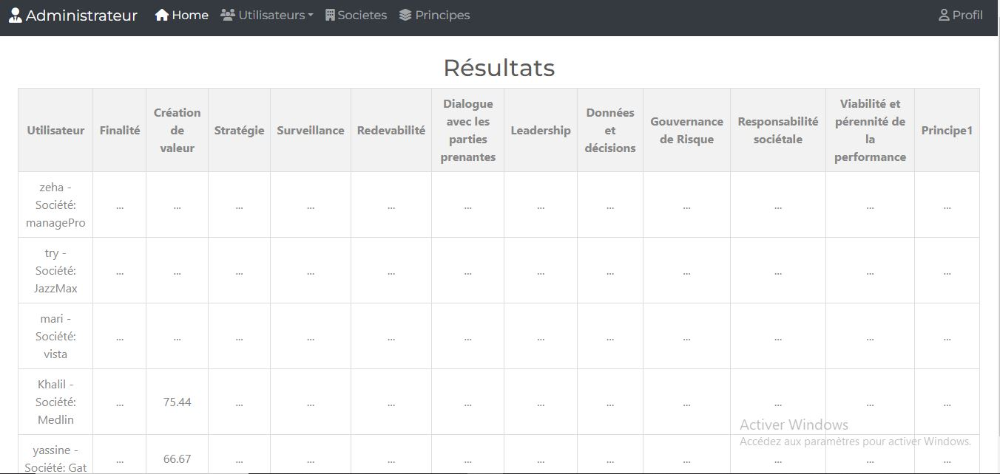 Administrateur Home Utilisateurs Societes Principes Profil
Résultats
Utilisateur Finalité Création de valeur Stratégie Surveillance Redevabilité Dialogue avec les parties prenantes Leadership Données et décisions Gouvernance de Risque Responsabilité sociétale Viabilité et pérennité de la performance Principe1
zeha - Société: managePro ... ... ... ... ... ... ... ... ... ... ... ...
try - Société: JazzMax ... ... ... ... ... ... ... ... ... ... ... ...
mari - Société: vista ... ... ... ... ... ... ... ... ... ... ... ...
Khalil - Société: Medlin ... 75.44 ... ... ... ... ... ... ... ... ... ...
yassine - Société: Gat ... 66.67 ... ... ... ... ... ... ... ... ... ...
Activer Windows
Accédez aux paramètres pour activer Windows.